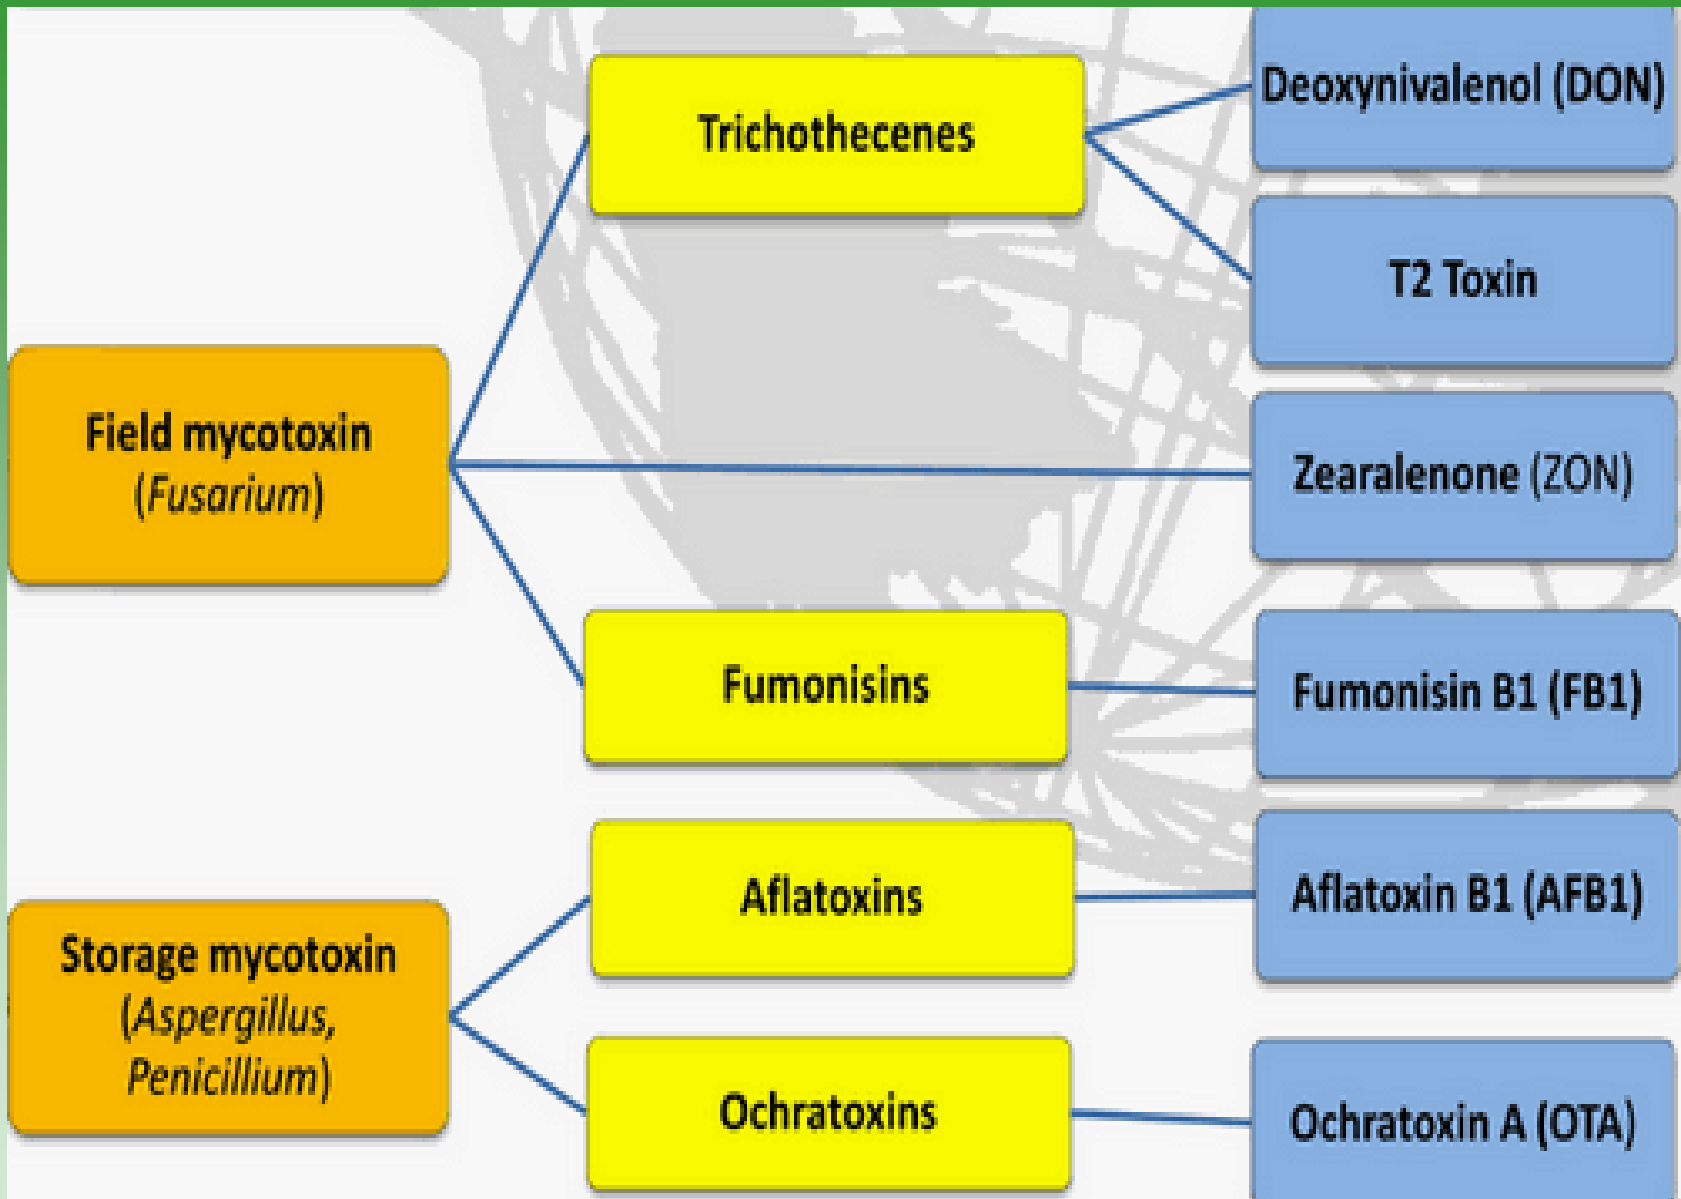 Trichothecenes
Deoxynivalenol (DON)
T2 Toxin
Field mycotoxin
(Fusarium)
Zearalenone (ZON)
Fumonisins
Fumonisin B1 (FB1)
Storage mycotoxin
(Aspergillus,
Penicillium)
Aflatoxins
Aflatoxin B1 (AFB1)
Ochratoxins
Ochratoxin A (OTA)